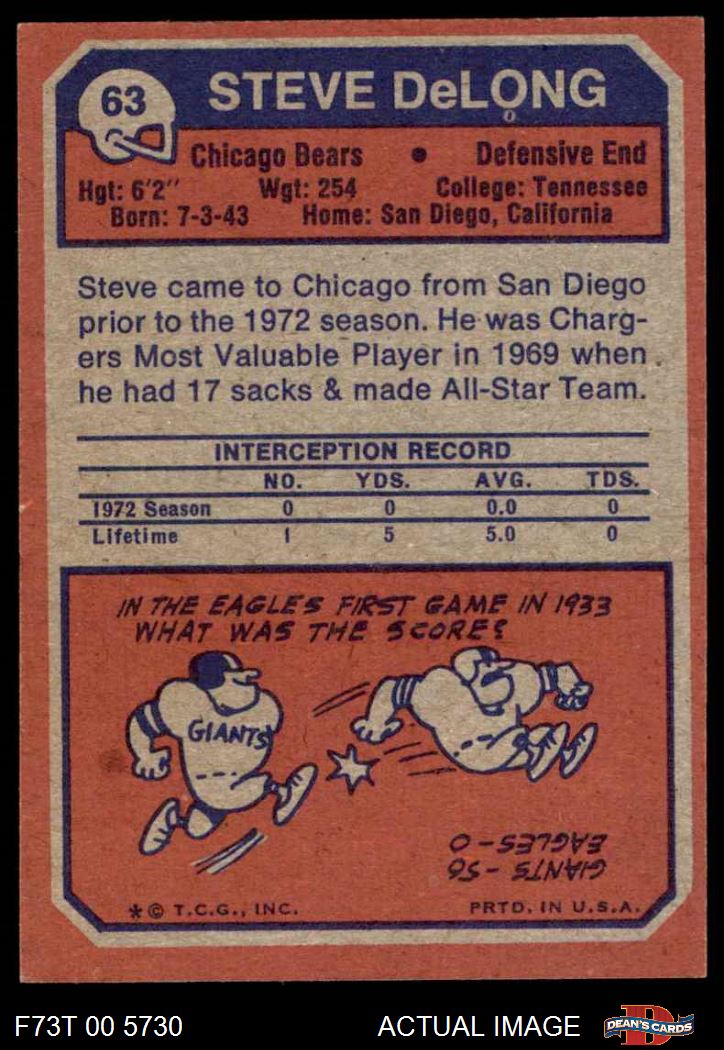 63
STEVE DeLONG
Chicago Bears • Defensive End
Hgt: 6'2" Wgt: 254 College: Tennessee
Born: 7-3-43 Home: San Diego, California
Steve came to Chicago from San Diego
prior to the 1972 season. He was Charg-
ers Most Valuable Player in 1969 when
he had 17 sacks & made All-Star Team.
INTERCEPTION RECORD
NO. YDS. AVG. TDS.
1972 Season 0 0 0.0 0
Lifetime 1 5 5.0 0
IN THE EAGLES FIRST GAME IN 1933
WHAT WAS THE SCORE?
GIANTS
GIANTS - 56
EAGLES - 0
* © T.C.G., INC. PRTD. IN U.S.A.
F73T 00 5730 ACTUAL IMAGE
D
DEAN'S CARDS